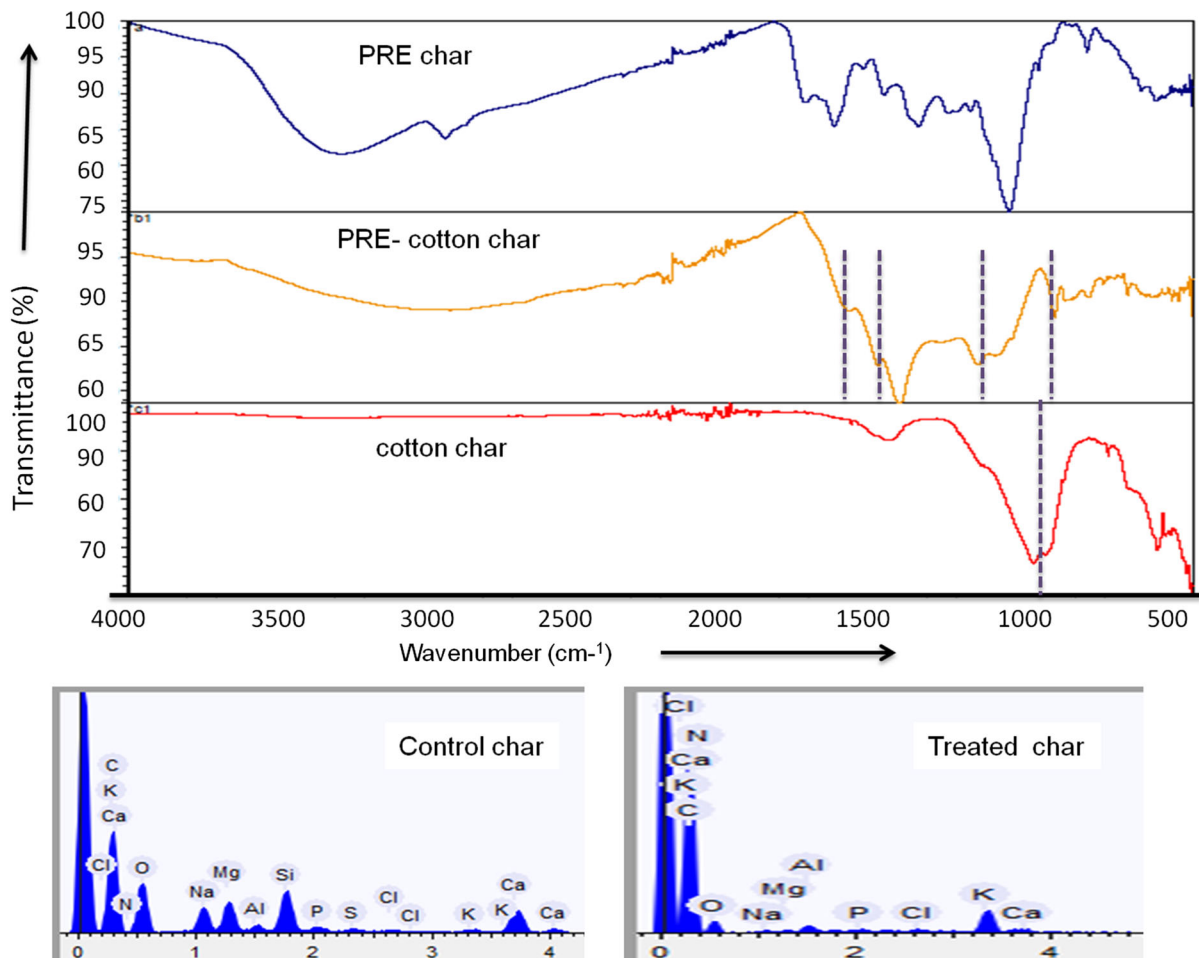 Transmittance (%)
100
95
90
65
60
75
PRE char
95
90
65
60
b1
PRE- cotton char
100
90
60
70
c1
cotton char
4000 3500 3000 2500 2000 1500 1000 500
Wavenumber (cm-1)
Control char
C
K
Ca
Cl
N
O
Na
Mg
Al
Si
P
S
Cl
Cl
K
K
Ca
Ca
0 1 2 3 4
Treated char
Cl
N
Ca
K
C
O
Na
Mg
Al
P
Cl
K
Ca
0 2 4